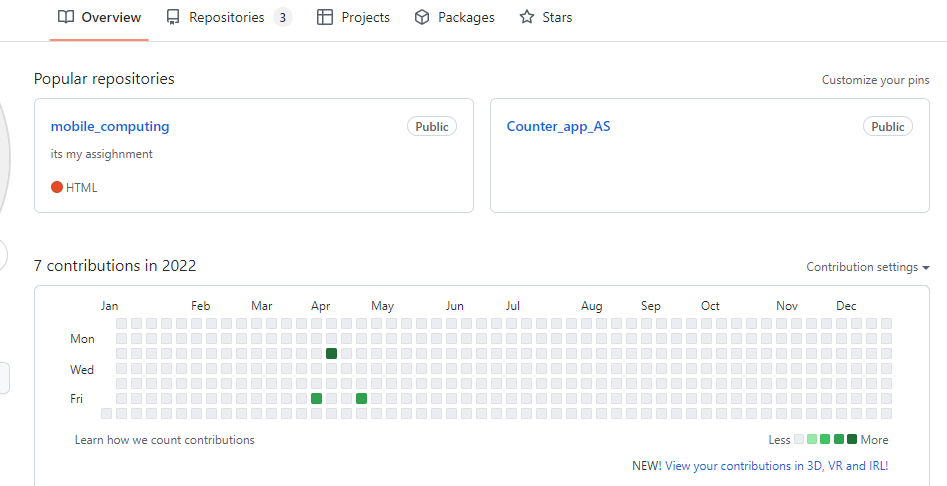 Overview Repositories 3 Projects Packages Stars
Popular repositories Customize your pins
mobile_computing Public
its my assighnment
HTML
Counter_app_AS Public
7 contributions in 2022 Contribution settings
Jan Feb Mar Apr May Jun Jul Aug Sep Oct Nov Dec
Mon
Wed
Fri
Learn how we count contributions Less More
NEW! View your contributions in 3D, VR and IRL!